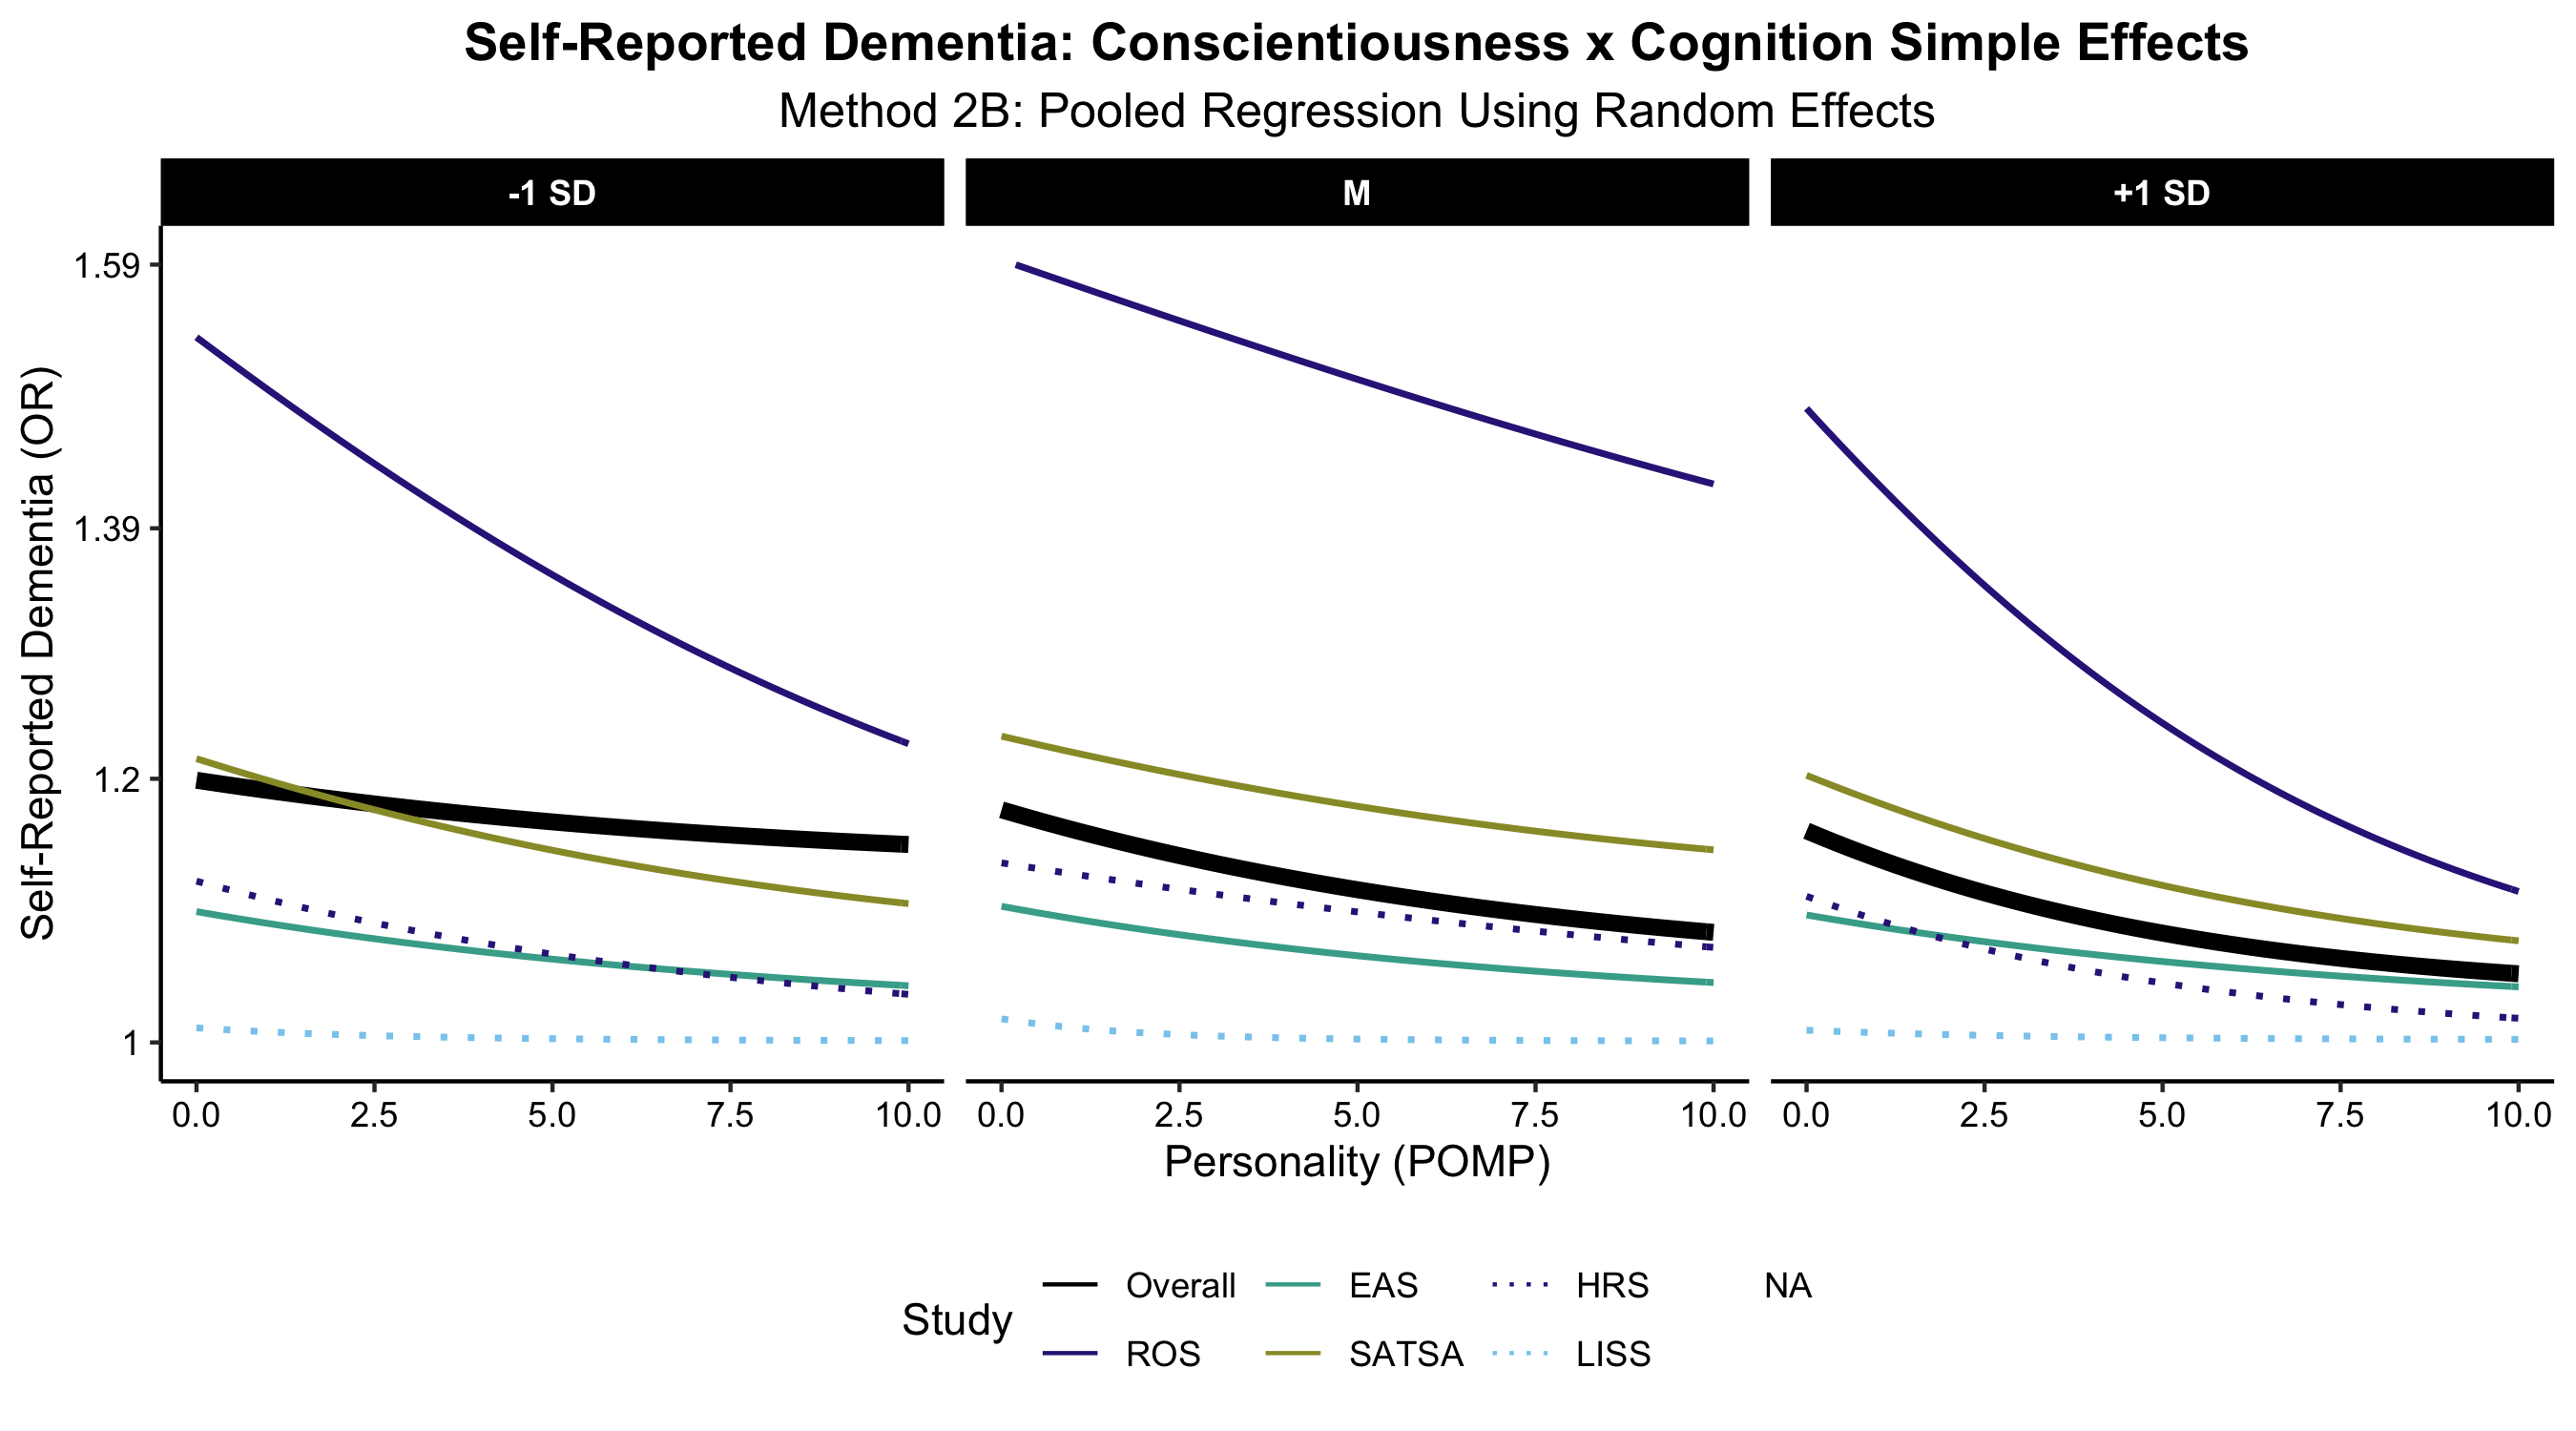 Self-Reported Dementia: Conscientiousness x Cognition Simple Effects
Method 2B: Pooled Regression Using Random Effects
-1 SD
M
+1 SD
Self-Reported Dementia (OR)
1.59
1.39
1.2
1
0.0 2.5 5.0 7.5 10.0
0.0 2.5 5.0 7.5 10.0
0.0 2.5 5.0 7.5 10.0
Personality (POMP)
Study
Overall EAS HRS NA
ROS SATSA LISS